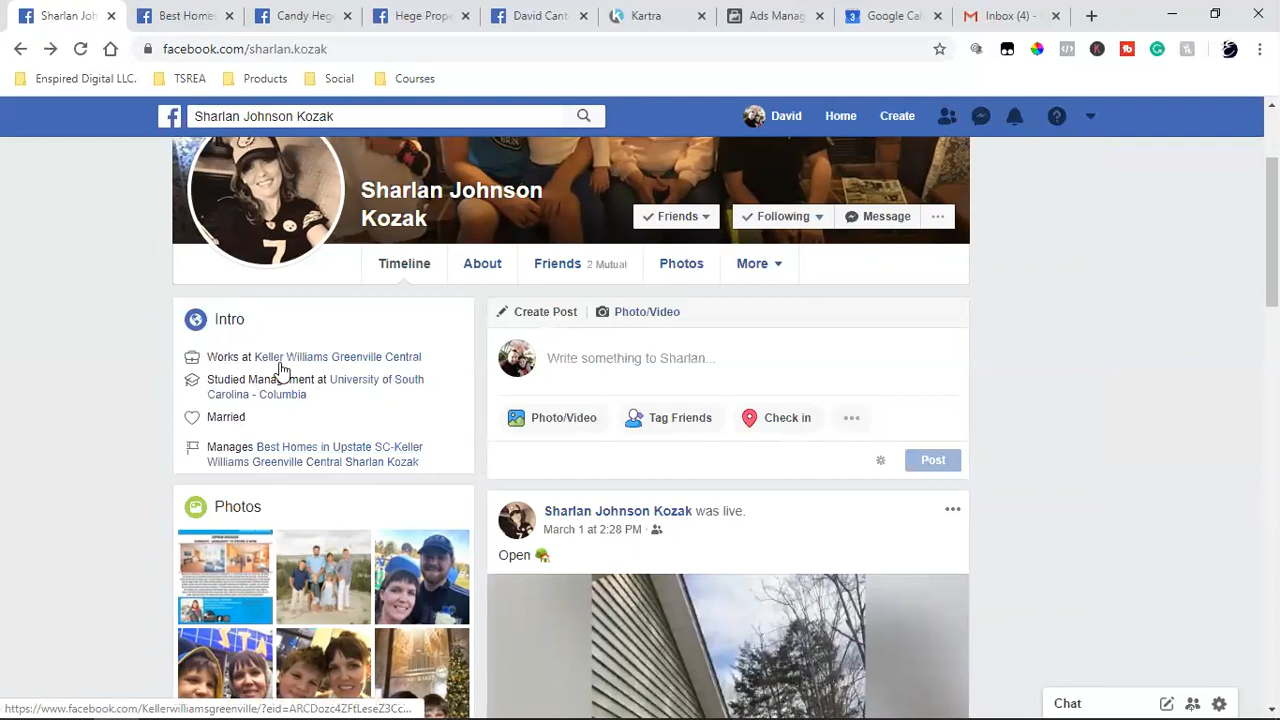 Sharlan Joh
Best Homes
Candy Heg
Hege Prop
David Cant
Kartra
Ads Manag
Google Cal
Inbox (4) -
facebook.com/sharlan.kozak
Enspired Digital LLC.
TSREA
Products
Social
Courses
Sharlan Johnson Kozak
David
Home
Create
Sharlan Johnson
Kozak
Friends
Following
Message
Timeline
About
Friends 2 Mutual
Photos
More
Intro
Works at Keller Williams Greenville Central
Studied Management at University of South
Carolina - Columbia
Married
Manages Best Homes in Upstate SC-Keller
Williams Greenville Central Sharlan Kozak
Photos
Create Post
Photo/Video
Write something to Sharlan...
Photo/Video
Tag Friends
Check in
Post
Sharlan Johnson Kozak was live.
March 1 at 2:28 PM ·
Open
7
https://www.facebook.com/Kellerwilliamsgreenville/?eid=ARCDozc4ZFtLeseZ3Cc...
Chat